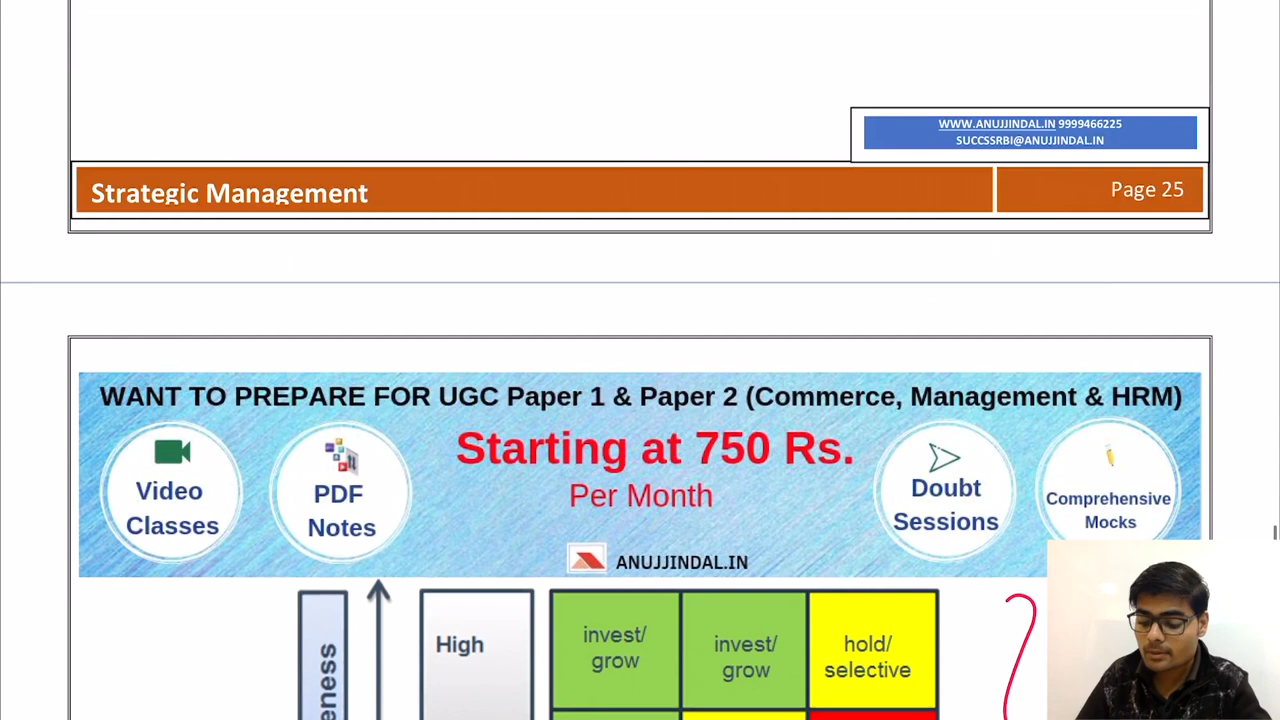 WWW.ANUJJINDAL.IN 9999466225
SUCCSSRBI@ANUJJINDAL.IN
Strategic Management
Page 25
WANT TO PREPARE FOR UGC Paper 1 & Paper 2 (Commerce, Management & HRM)
Video
Classes
PDF
Notes
Starting at 750 Rs.
Per Month
Doubt
Sessions
Comprehensive
Mocks
ANUJJINDAL.IN
High
invest/
grow
invest/
grow
hold/
selective